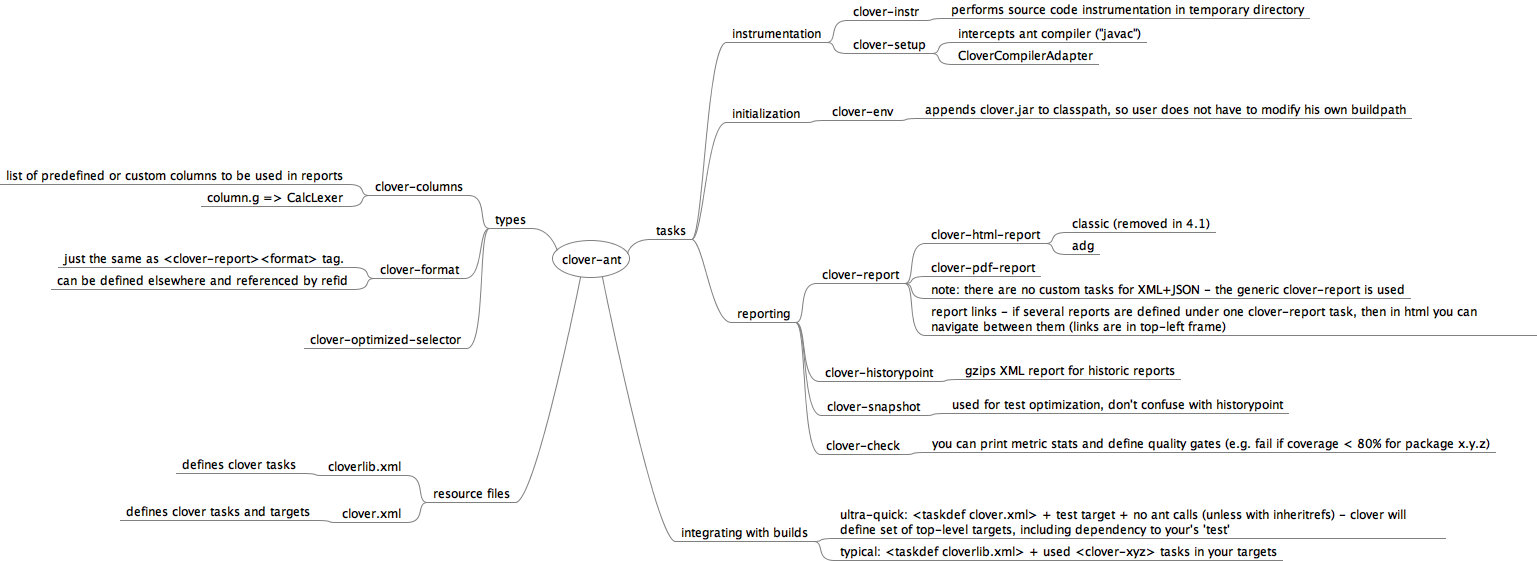 clover-ant
tasks
instrumentation
clover-instr
performs source code instrumentation in temporary directory
clover-setup
intercepts ant compiler ("javac")
CloverCompilerAdapter
initialization
clover-env
appends clover.jar to classpath, so user does not have to modify his own buildpath
reporting
clover-report
clover-html-report
classic (removed in 4.1)
adg
clover-pdf-report
note: there are no custom tasks for XML+JSON - the generic clover-report is used
report links - if several reports are defined under one clover-report task, then in html you can
navigate between them (links are in top-left frame)
clover-historypoint
gzips XML report for historic reports
clover-snapshot
used for test optimization, don't confuse with historypoint
clover-check
you can print metric stats and define quality gates (e.g. fail if coverage < 80% for package x.y.z)
integrating with builds
ultra-quick: <taskdef clover.xml> + test target + no ant calls (unless with inheritrefs) - clover will
define set of top-level targets, including dependency to your's 'test'
typical: <taskdef cloverlib.xml> + used <clover-xyz> tasks in your targets
types
clover-columns
list of predefined or custom columns to be used in reports
column.g => CalcLexer
clover-format
just the same as <clover-report><format> tag.
can be defined elsewhere and referenced by refid
clover-optimized-selector
resource files
cloverlib.xml
defines clover tasks
clover.xml
defines clover tasks and targets